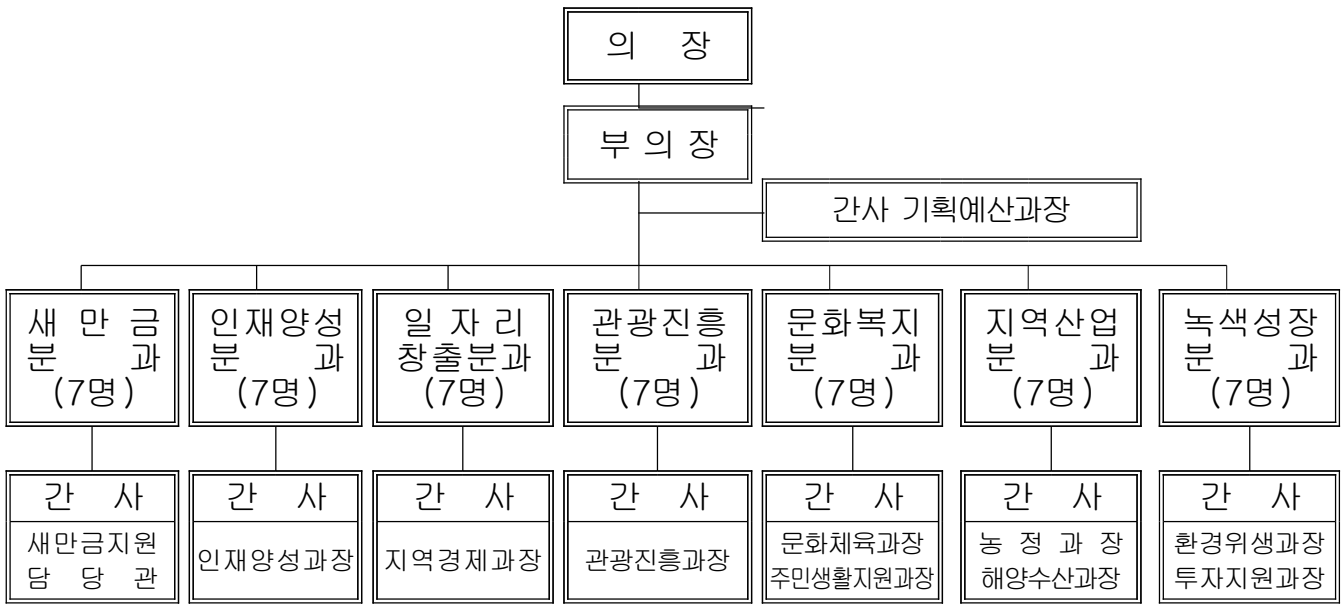 의 장
부 의 장
간사 기획예산과장
새 만 금
분 과
(7명)
인재양성
분 과
(7명)
일 자 리
창출분과
(7명)
관광진흥
분 과
(7명)
문화복지
분 과
(7명)
지역산업
분 과
(7명)
녹색성장
분 과
(7명)
간 사
새만금지원
담 당 관
간 사
인재양성과장
간 사
지역경제과장
간 사
관광진흥과장
간 사
문화체육과장
주민생활지원과장
간 사
농 정 과 장
해양수산과장
간 사
환경위생과장
투자지원과장